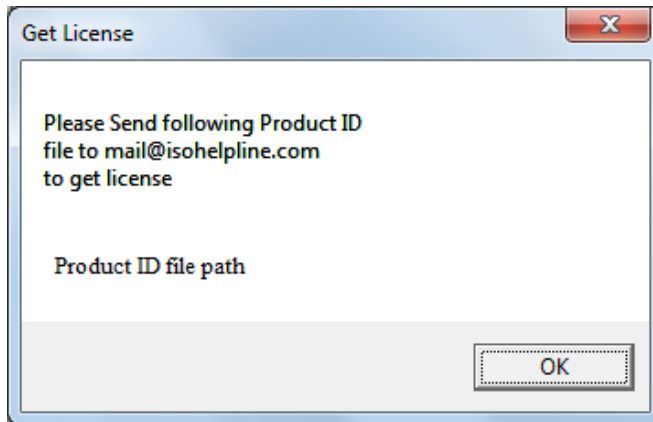 Get License
Please Send following Product ID
file to mail@isohelpline.com
to get license
Product ID file path
OK